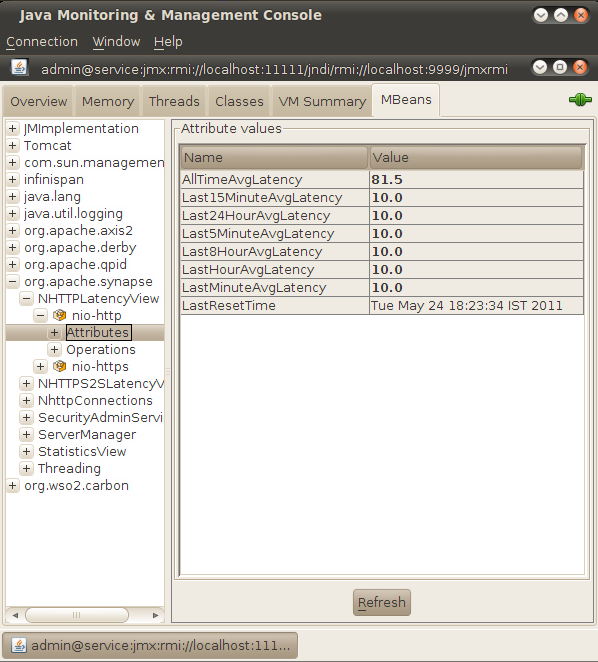 Java Monitoring & Management Console
Connection Window Help
admin@service:jmx:rmi://localhost:11111/jndi/rmi://localhost:9999/jmxrmi
Overview Memory Threads Classes VM Summary MBeans
JMImplementation
Tomcat
com.sun.managemen
infinispan
java.lang
java.util.logging
org.apache.axis2
org.apache.derby
org.apache.qpid
org.apache.synapse
NHTTPLatencyView
nio-http
Attributes
Operations
nio-https
NHTTPS2SLatencyV
NhttpConnections
SecurityAdminServi
ServerManager
StatisticsView
Threading
org.wso2.carbon
Attribute values
Name Value
AllTimeAvgLatency 81.5
Last15MinuteAvgLatency 10.0
Last24HourAvgLatency 10.0
Last5MinuteAvgLatency 10.0
Last8HourAvgLatency 10.0
LastHourAvgLatency 10.0
LastMinuteAvgLatency 10.0
LastResetTime Tue May 24 18:23:34 IST 2011
Refresh
admin@service:jmx:rmi://localhost:111...